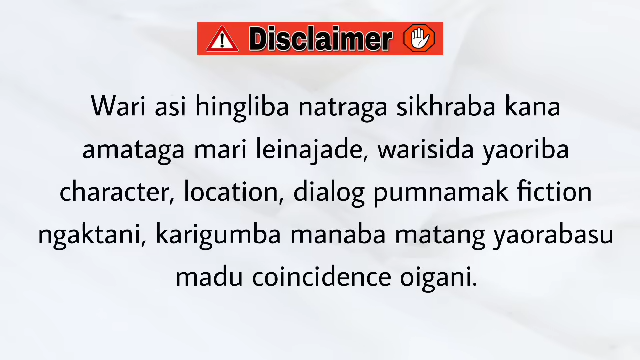 Disclaimer
Wari asi hingliba natraga sikhraba kana
amataga mari leinajade, warisida yaoriba
character, location, dialog pumnamak fiction
ngaktani, karigumba manaba matang yaorabasu
madu coincidence oigani.